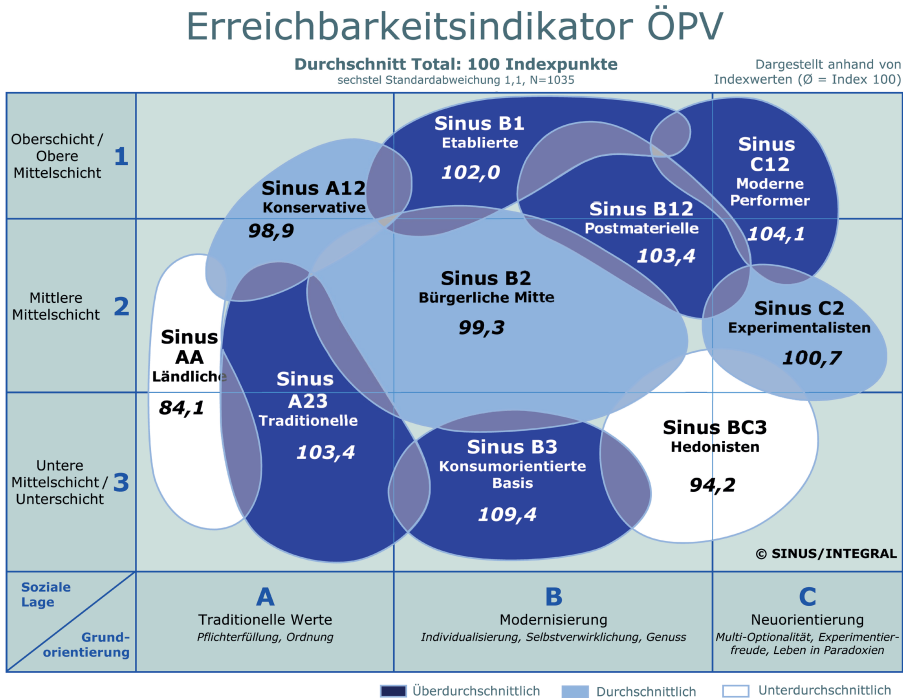 Erreichbarkeitsindikator ÖPV
Durchschnitt Total: 100 Indexpunkte
sechstel Standardabweichung 1,1, N=1035
Dargestellt anhand von
Indexwerten (Ø = Index 100)
Oberschicht /
Obere
Mittelschicht
1
Mittlere
Mittelschicht
2
Untere
Mittelschicht /
Unterschicht
3
Sinus B1
Etablierte
102,0
Sinus
C12
Moderne
Performer
104,1
Sinus A12
Konservative
98,9
Sinus B12
Postmaterielle
103,4
Sinus B2
Bürgerliche Mitte
99,3
Sinus C2
Experimentalisten
100,7
Sinus
AA
Ländliche
84,1
Sinus
A23
Traditionelle
103,4
Sinus B3
Konsumorientierte
Basis
109,4
Sinus BC3
Hedonisten
94,2
© SINUS/INTEGRAL
Soziale
Lage
Grund-
orientierung
A
Traditionelle Werte
Pflichterfüllung, Ordnung
B
Modernisierung
Individualisierung, Selbstverwirklichung, Genuss
C
Neuorientierung
Multi-Optionalität, Experimentier-
freude, Leben in Paradoxien
Überdurchschnittlich
Durchschnittlich
Unterdurchschnittlich